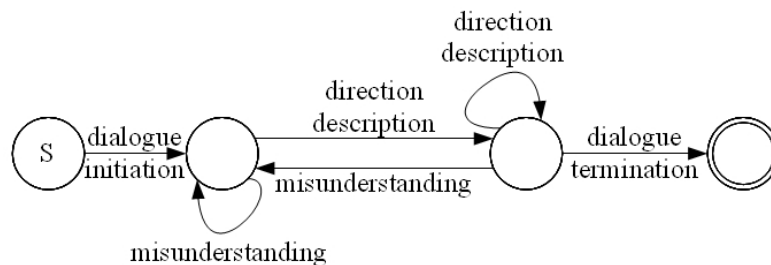 direction
description
direction
description
S
dialogue
initiation
misunderstanding
dialogue
termination
misunderstanding